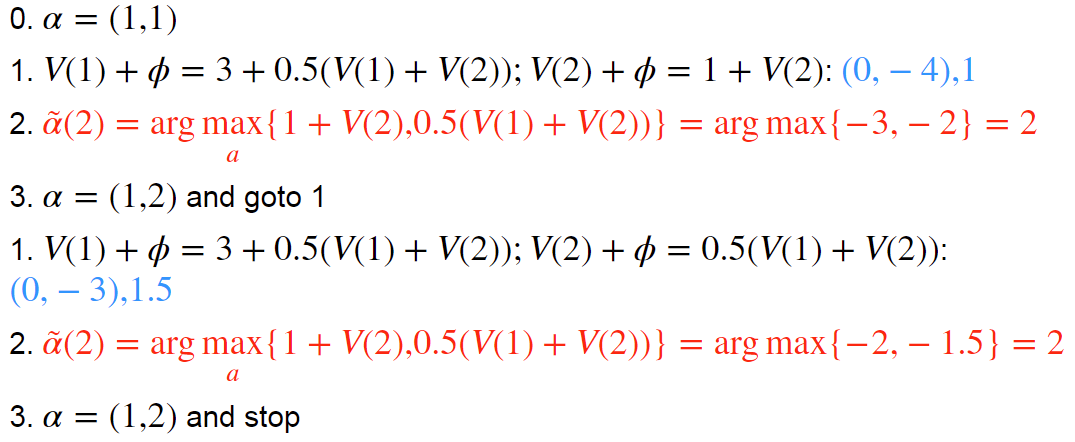 0. α = (1,1)
1. V(1) + ϕ = 3 + 0.5(V(1) + V(2)); V(2) + ϕ = 1 + V(2): (0, − 4),1
2. α̃(2) = arg max{1 + V(2),0.5(V(1) + V(2))} = arg max{−3, − 2} = 2
a
3. α = (1,2) and goto 1
1. V(1) + ϕ = 3 + 0.5(V(1) + V(2)); V(2) + ϕ = 0.5(V(1) + V(2)):
(0, − 3),1.5
2. α̃(2) = arg max{1 + V(2),0.5(V(1) + V(2))} = arg max{−2, − 1.5} = 2
a
3. α = (1,2) and stop